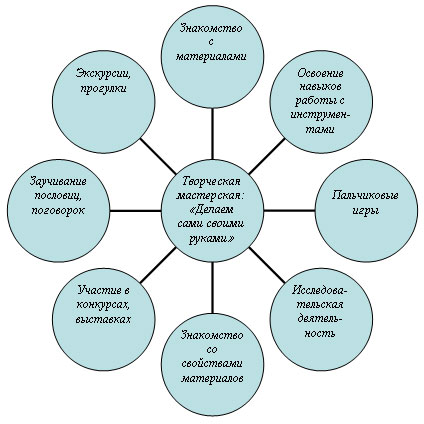 Знакомство
с
материалами
Экскурсии,
прогулки
Освоение
навыков
работы с
инструмен-
тами
Заучивание
пословиц,
поговорок
Творческая
мастерская:
«Делаем
сами своими
руками»
Пальчиковые
игры
Участие в
конкурсах,
выставках
Исследова-
тельская
деятель-
ность
Знакомство
со
свойствами
материалов